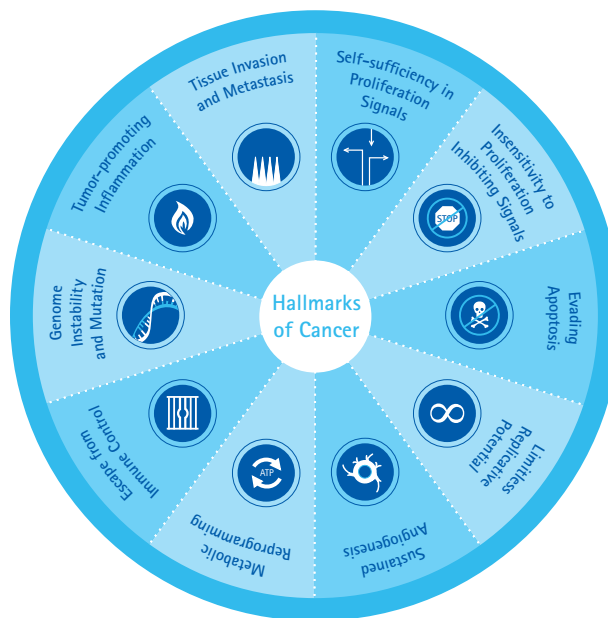 Self-sufficiency in
Proliferation
Signals
Insensitivity to
Proliferation
Inhibiting Signals
STOP
Evading
Apoptosis
Limitless
Replicative
Potential
Sustained
Angiogenesis
Metabolic
Reprogramming
ATP
Escape from
Immune Control
Genome
Instability
and Mutation
Tumor-promoting
Inflammation
Tissue Invasion
and Metastasis
Hallmarks
of Cancer